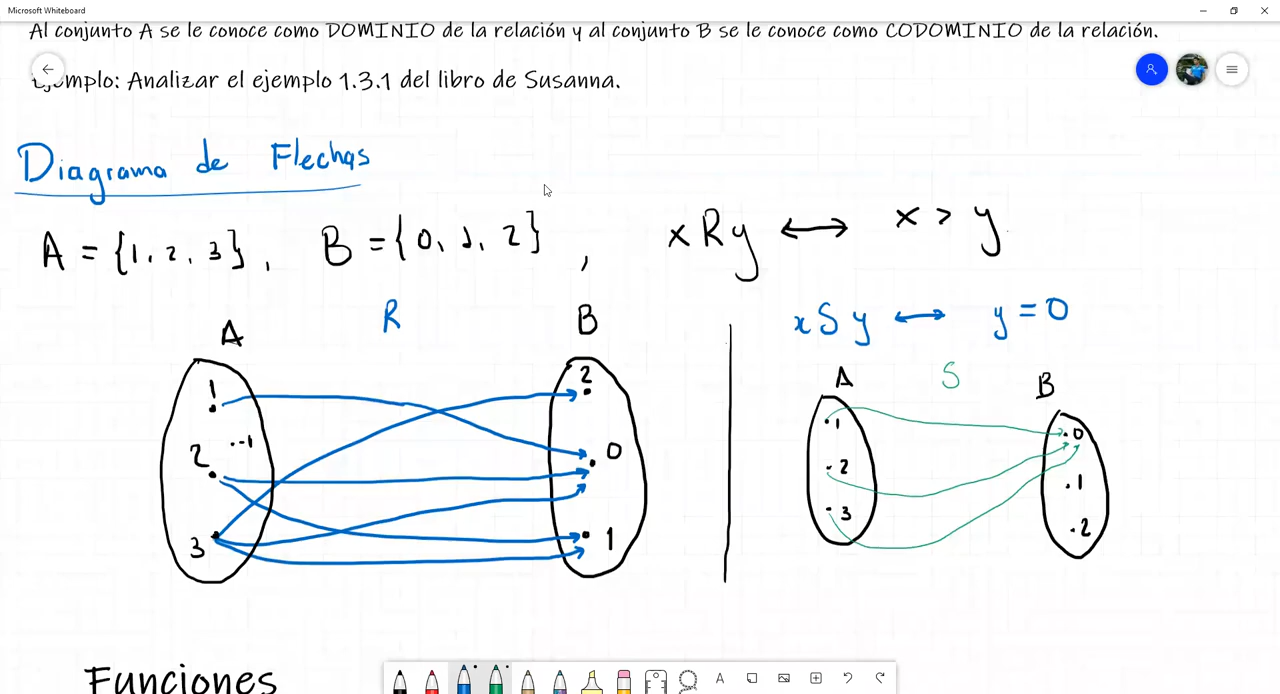 Microsoft Whiteboard
Al conjunto A se le conoce como DOMINIO de la relación y al conjunto B se le conoce como CODOMINIO de la relación.
Ejemplo: Analizar el ejemplo 1.3.1 del libro de Susanna.
Diagrama de Flechas
A = {1, 2, 3}, B = {0, 1, 2}, x R y ↔ x > y
x S y ↔ y = 0
A R B
1
2 -1
3
2
0
1
A S B
1
2
3
0
1
2
Funciones
A